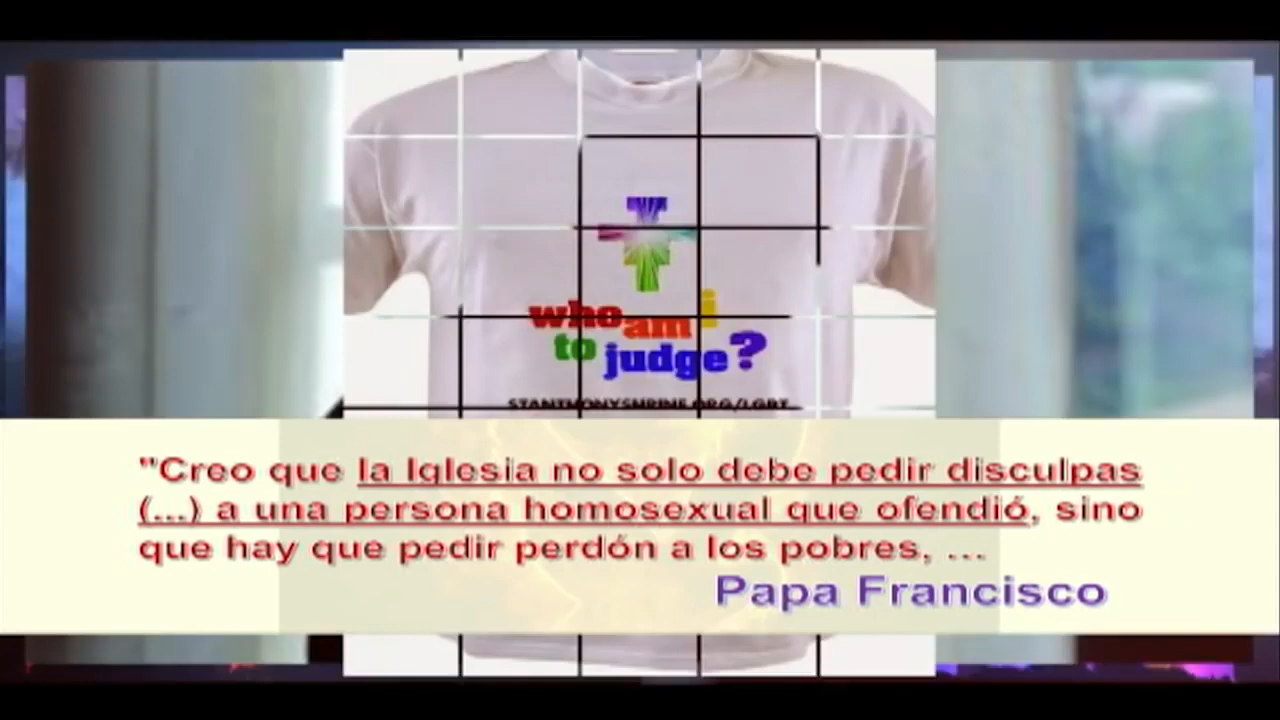 who am i
to judge?
STANTHONYSHRINE.ORG/LGBT
"Creo que la Iglesia no solo debe pedir disculpas
(...) a una persona homosexual que ofendió, sino
que hay que pedir perdón a los pobres, ...
Papa Francisco